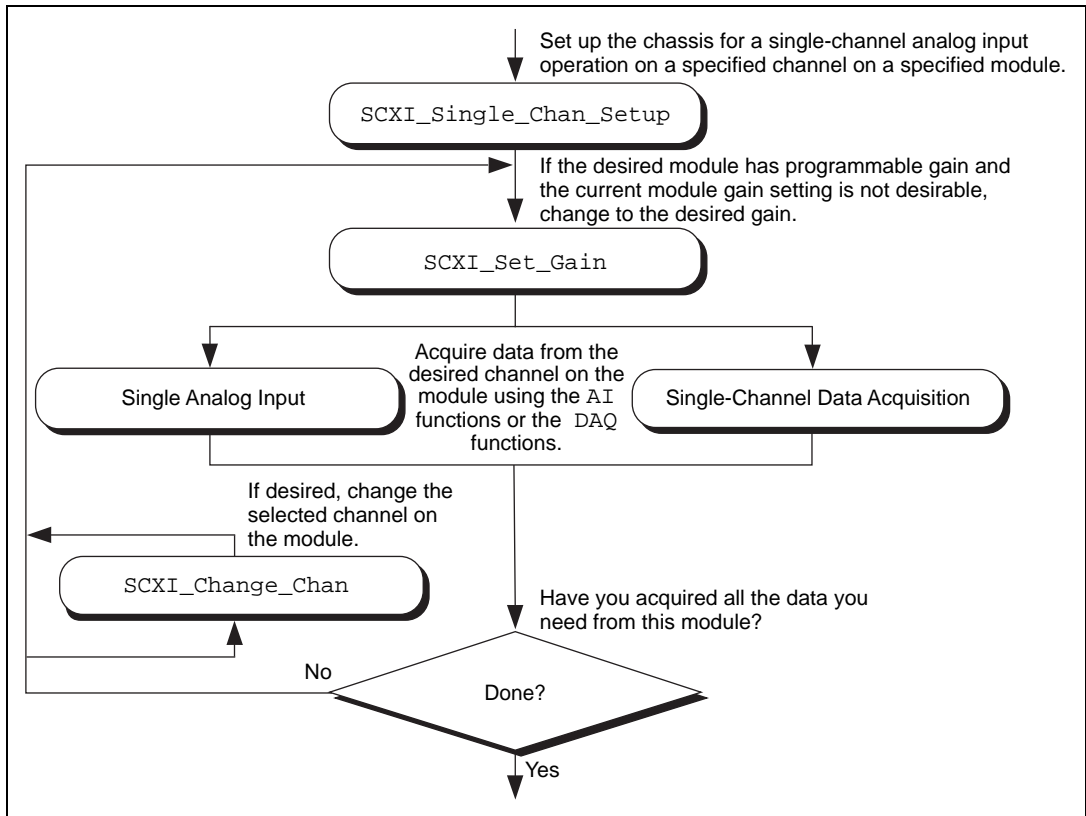 Set up the chassis for a single-channel analog input
operation on a specified channel on a specified module.
SCXI_Single_Chan_Setup
If the desired module has programmable gain and
the current module gain setting is not desirable,
change to the desired gain.
SCXI_Set_Gain
Single Analog Input
Acquire data from the
desired channel on the
module using the AI
functions or the DAQ
functions.
Single-Channel Data Acquisition
If desired, change the
selected channel on
the module.
SCXI_Change_Chan
Have you acquired all the data you
need from this module?
No
Done?
Yes